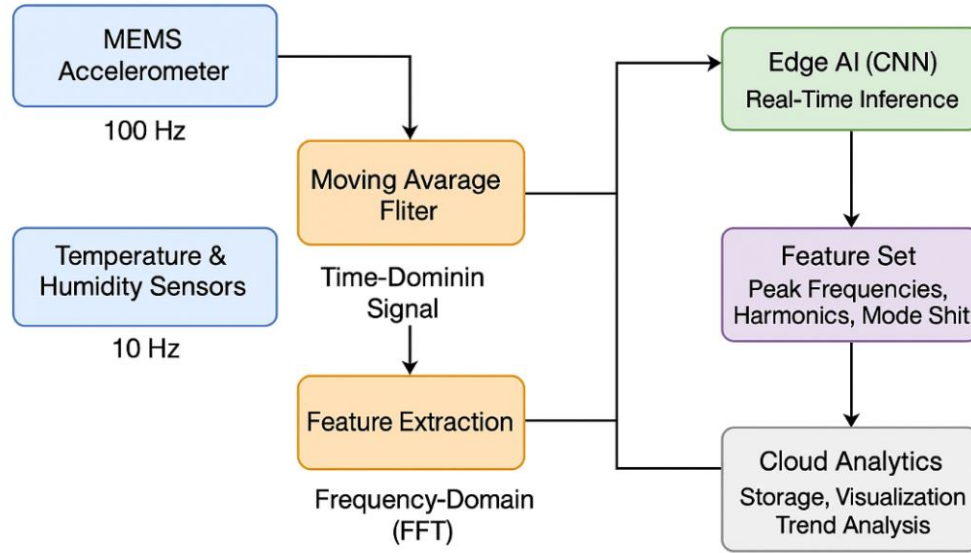 MEMS
Accelerometer
100 Hz
Temperature &
Humidity Sensors
10 Hz
Moving Avarage
Fliter
Time-Dominin
Signal
Feature Extraction
Frequency-Domain
(FFT)
Edge AI (CNN)
Real-Time Inference
Feature Set
Peak Frequencies,
Harmonics, Mode Shit
Cloud Analytics
Storage, Visualization
Trend Analysis